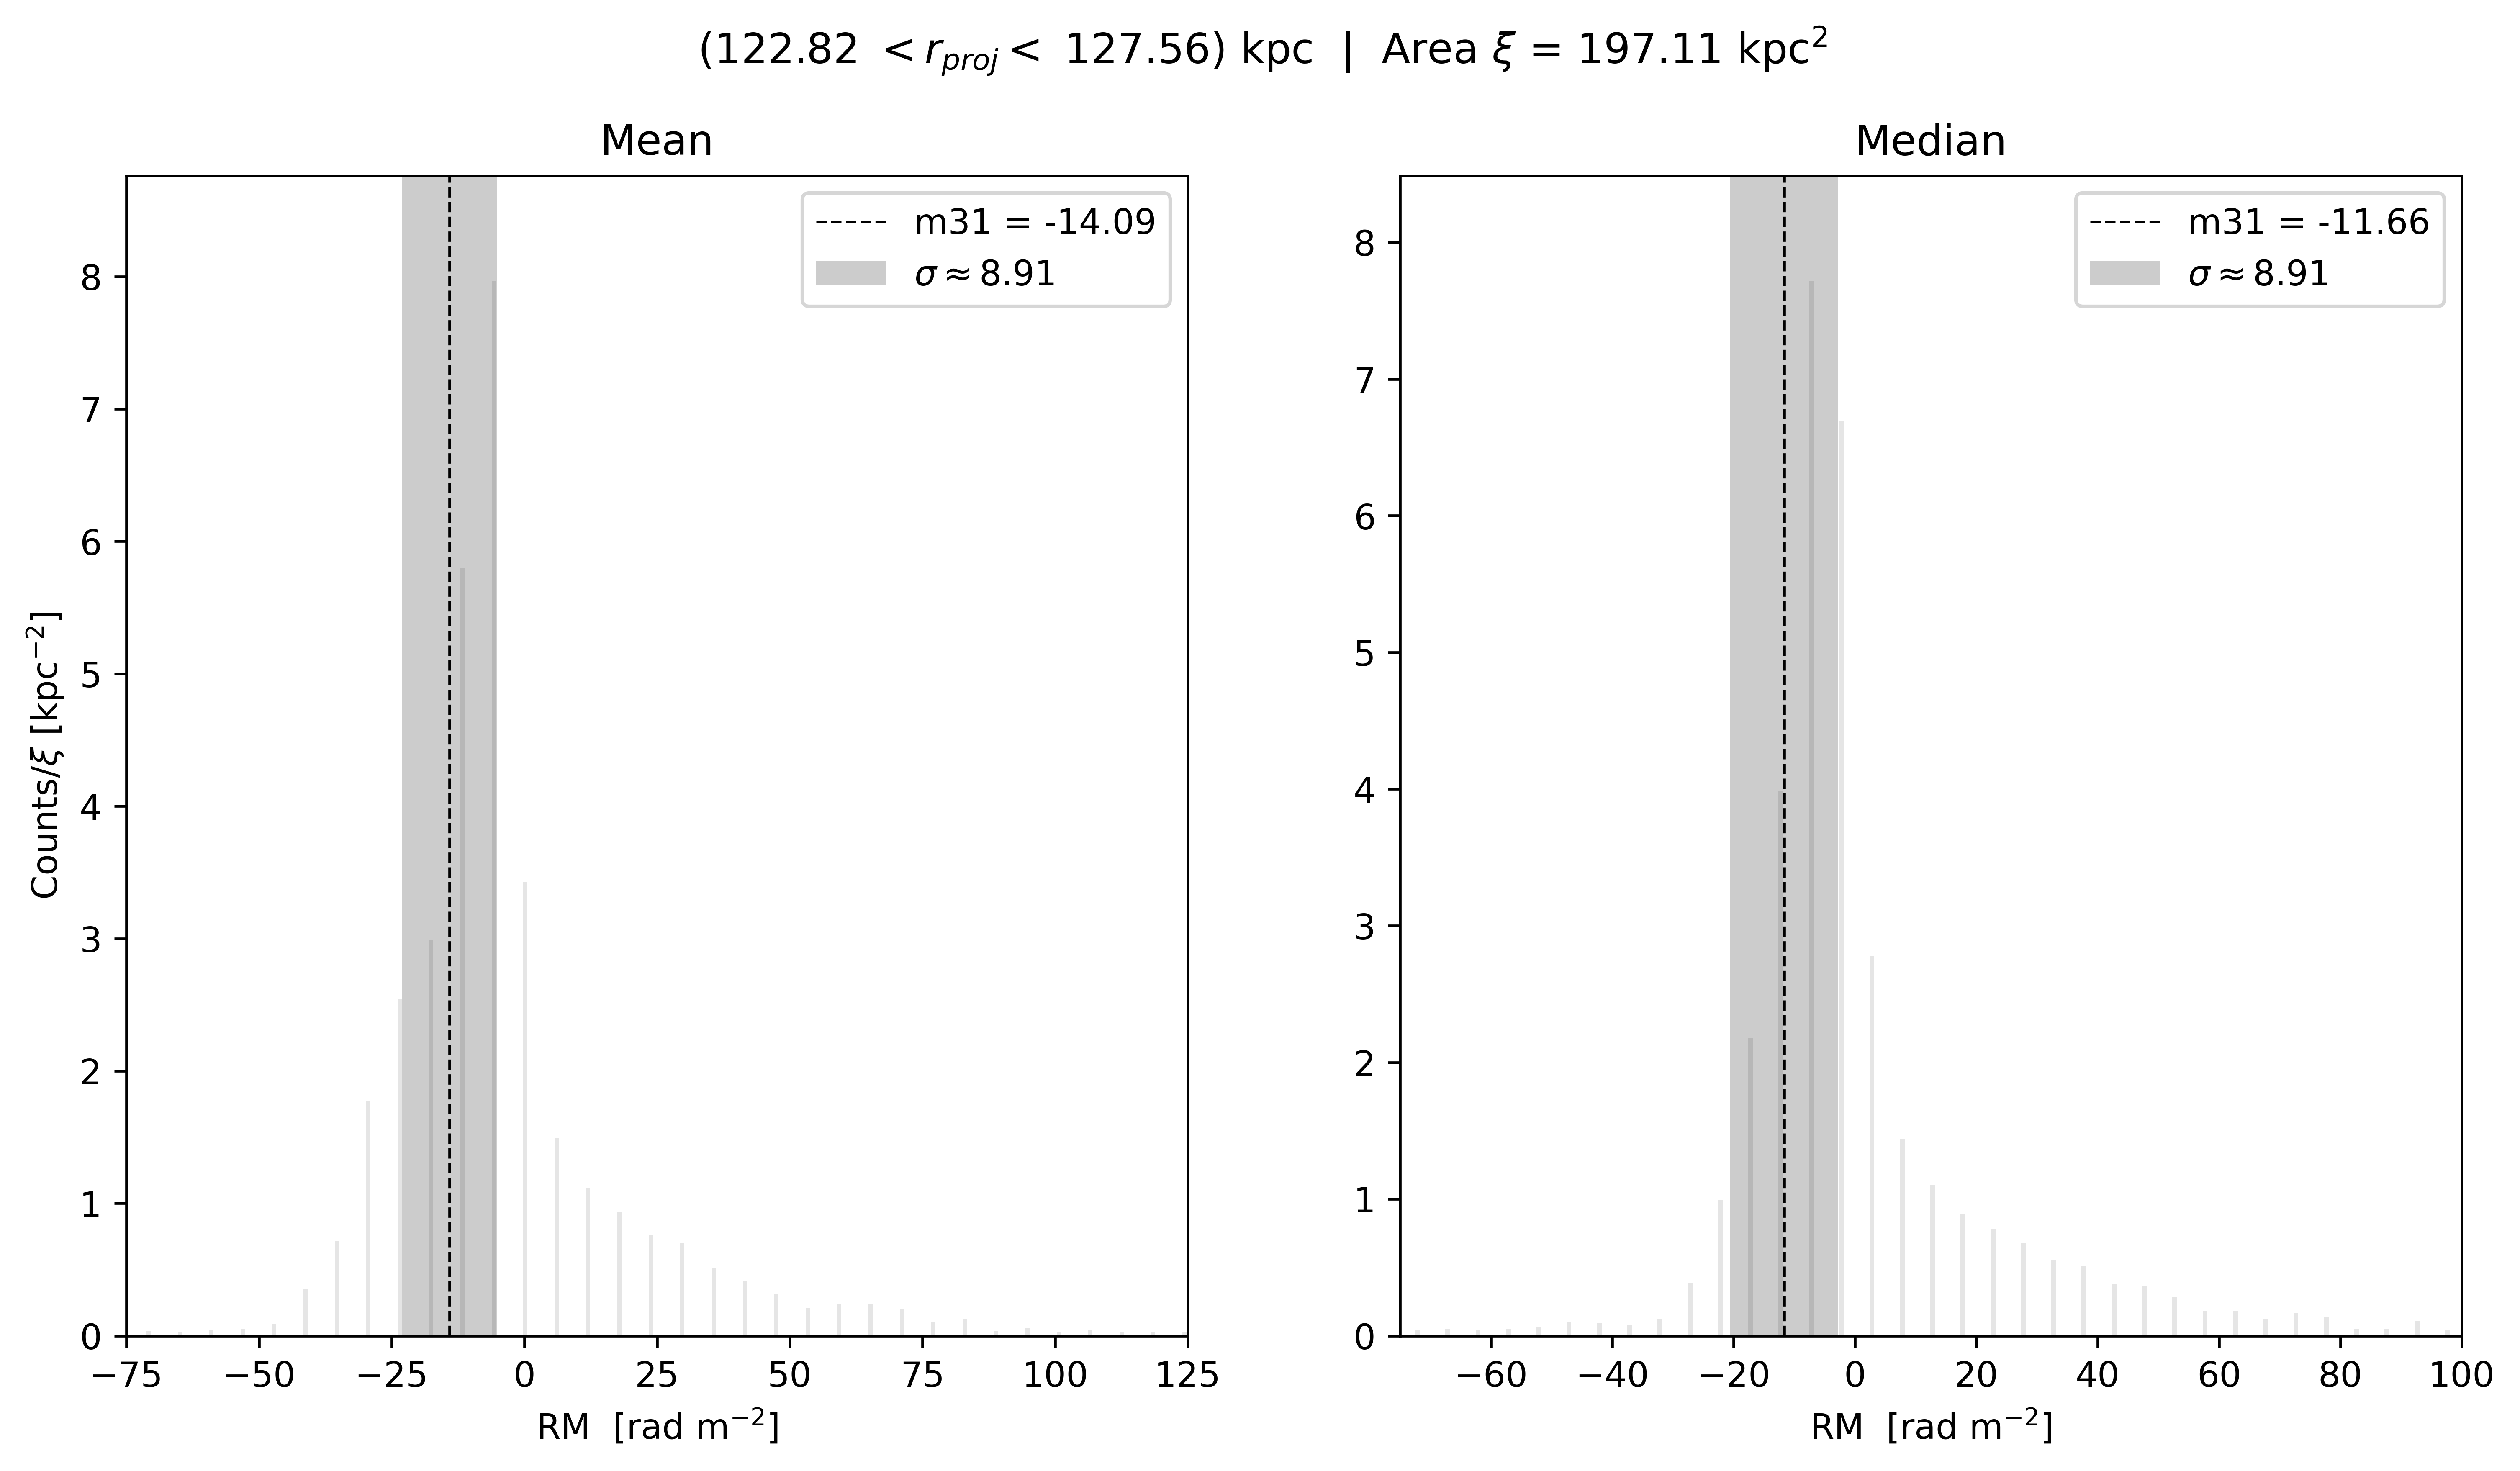 (122.82 < r_proj < 127.56) kpc | Area ξ = 197.11 kpc²
Mean
m31 = -14.09
σ ≈ 8.91
8
7
6
5
4
3
2
1
0
Counts/ξ [kpc⁻²]
−75 −50 −25 0 25 50 75 100 125
RM [rad m⁻²]
Median
m31 = -11.66
σ ≈ 8.91
8
7
6
5
4
3
2
1
0
−60 −40 −20 0 20 40 60 80 100
RM [rad m⁻²]